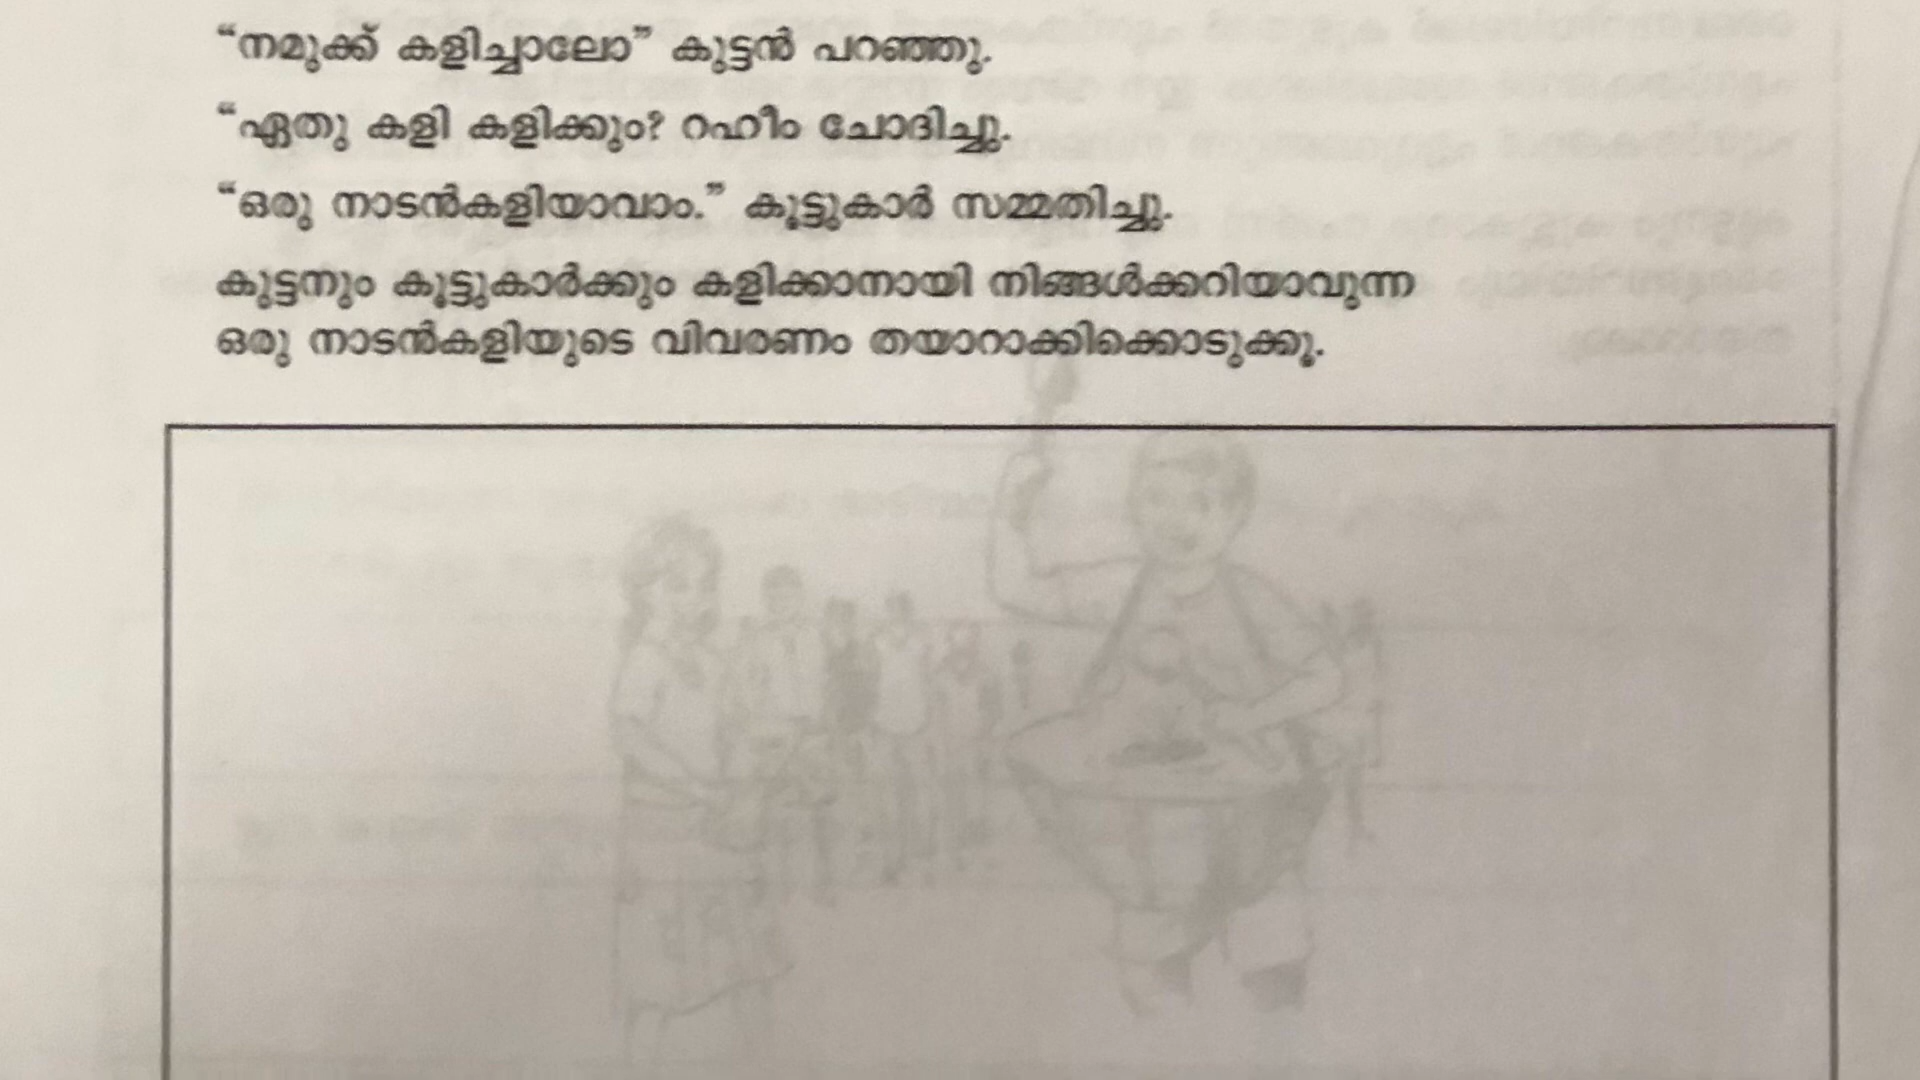 “നമുക്ക് കളിച്ചാലോ” കുട്ടൻ പറഞ്ഞു.
“ഏതു കളി കളിക്കും? റഹീം ചോദിച്ചു.
“ഒരു നാടൻകളിയാവാം.” കൂട്ടുകാർ സമ്മതിച്ചു.
കുട്ടനും കൂട്ടുകാർക്കും കളിക്കാനായി നിങ്ങൾക്കറിയാവുന്ന
ഒരു നാടൻകളിയുടെ വിവരണം തയാറാക്കിക്കൊടുക്കൂ.